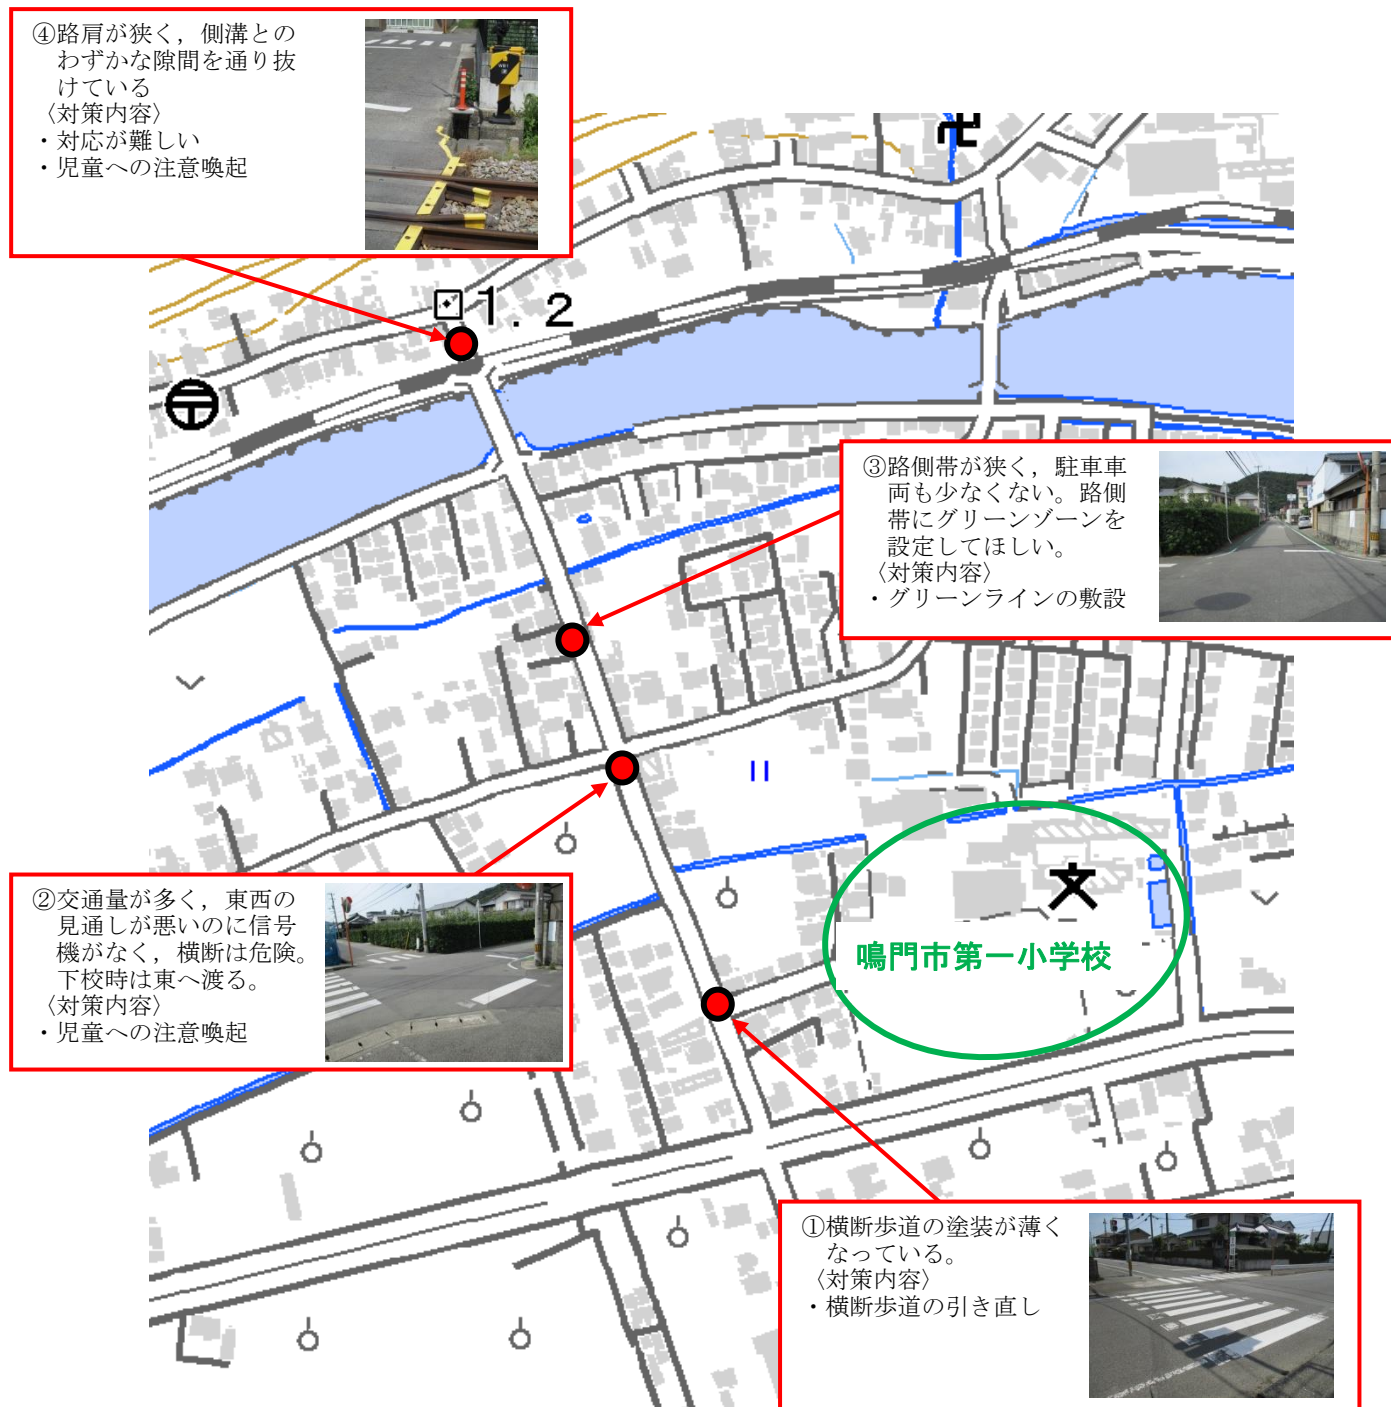 ④路肩が狭く，側溝との
わずかな隙間を通り抜
けている
〈対策内容〉
・対応が難しい
・児童への注意喚起
1.2
③路側帯が狭く，駐車車
両も少なくない。路側
帯にグリーンゾーンを
設定してほしい。
〈対策内容〉
・グリーンラインの敷設
②交通量が多く，東西の
見通しが悪いのに信号
機がなく，横断は危険。
下校時は東へ渡る。
〈対策内容〉
・児童への注意喚起
鳴門市第一小学校
①横断歩道の塗装が薄く
なっている。
〈対策内容〉
・横断歩道の引き直し